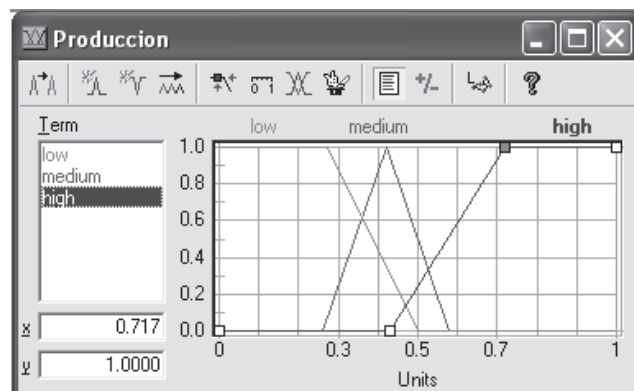 Produccion
Term
low
medium
high
low medium high
1.0
0.8
0.6
0.4
0.2
0.0
0 0.3 0.5 0.7 1
Units
x 0.717
y 1.0000